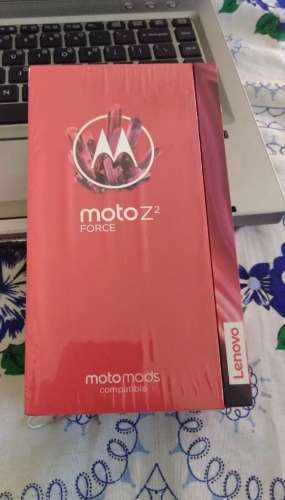 moto z²
FORCE
motomods
compatible
Lenovo